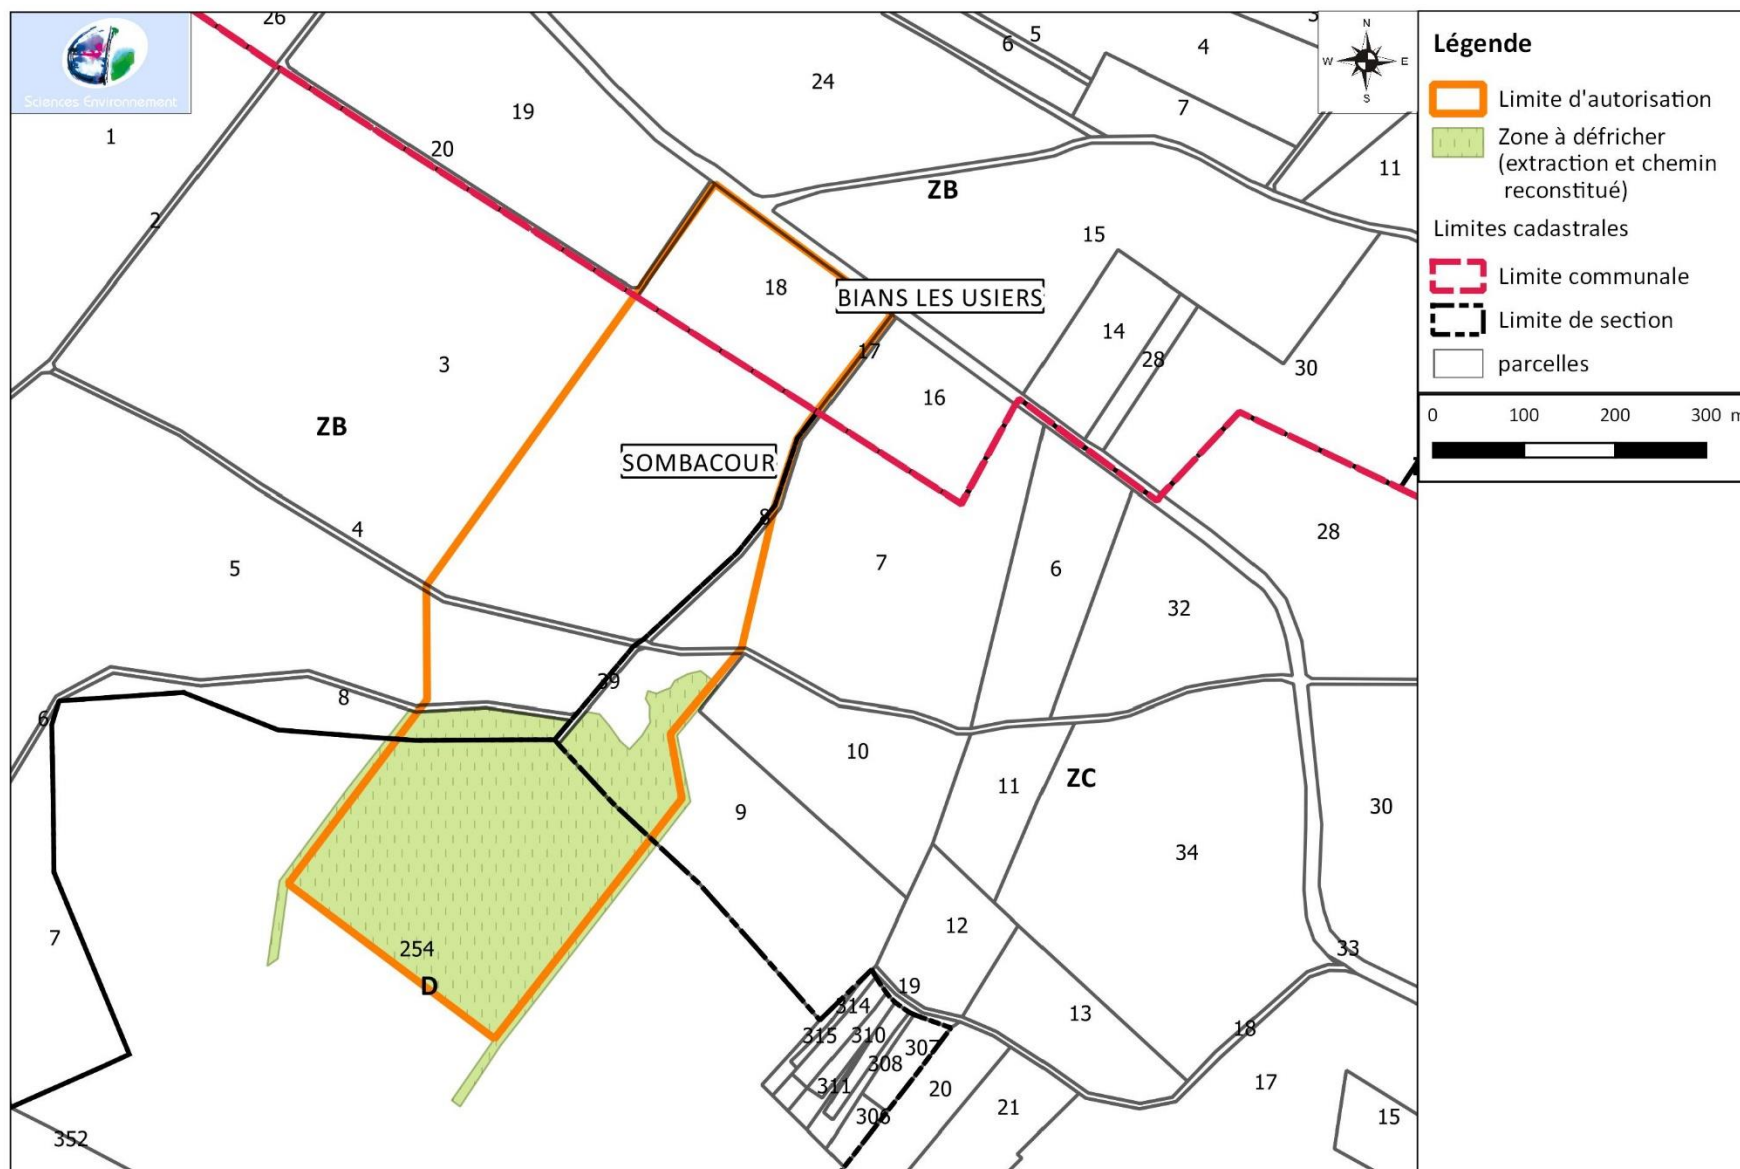 26
5
3
N
Légende
6
4
W
E
24
S
Sciences Environnement
Limite d'autorisation
19
7
1
Zone à défricher
(extraction et chemin
reconstitué)
20
11
ZB
2
15
Limites cadastrales
Limite communale
18
BIANS LES USIERS
Limite de section
14
17
28
3
30
parcelles
16
0 100 200 300 m
ZB
SOMBACOUR
8
4
28
5
7
6
32
39
8
6
10
ZC
11
9
30
34
12
7
254
33
D
19
314
13
315
310
307
18
308
311
20
17
306
21
15
352